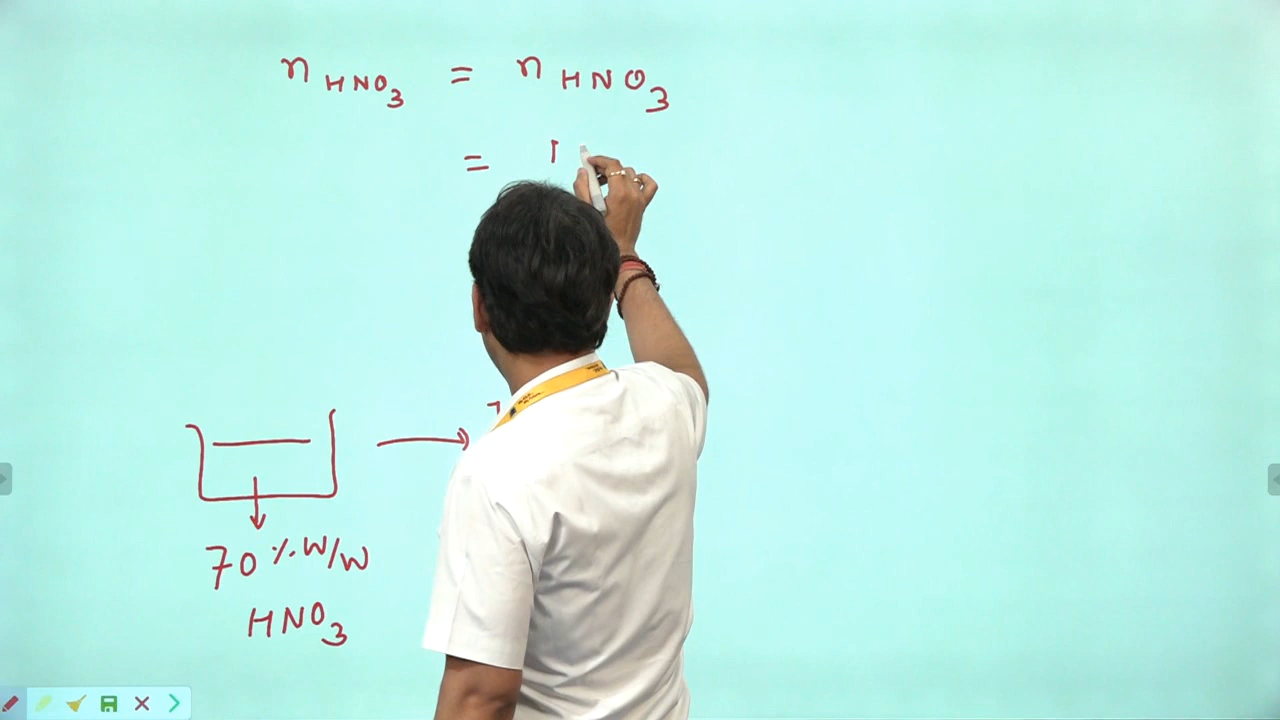 n HNO3 = n HNO3
=
70 % W/W
HNO3